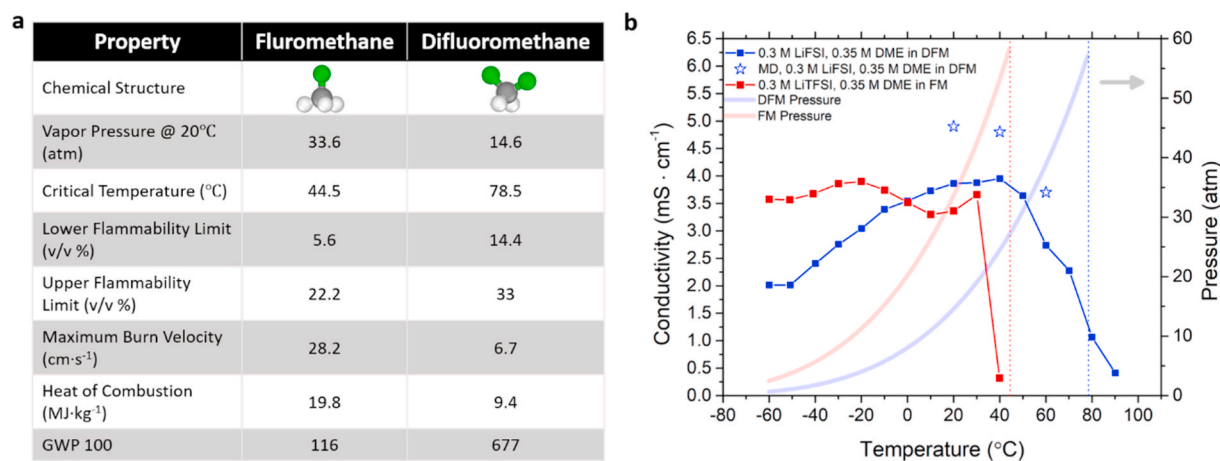 a
Property Fluromethane Difluoromethane
Chemical Structure
Vapor Pressure @ 20°C
(atm)
33.6 14.6
Critical Temperature (°C) 44.5 78.5
Lower Flammability Limit
(v/v %)
5.6 14.4
Upper Flammability
Limit (v/v %)
22.2 33
Maximum Burn Velocity
(cm·s⁻¹)
28.2 6.7
Heat of Combustion
(MJ·kg⁻¹)
19.8 9.4
GWP 100 116 677
b
0.3 M LiFSI, 0.35 M DME in DFM
MD, 0.3 M LiFSI, 0.35 M DME in DFM
0.3 M LiTFSI, 0.35 M DME in FM
DFM Pressure
FM Pressure
Conductivity (mS · cm⁻¹)
6.5
6.0
5.5
5.0
4.5
4.0
3.5
3.0
2.5
2.0
1.5
1.0
0.5
0.0
-80 -60 -40 -20 0 20 40 60 80 100
Temperature (°C)
60
50
40
30
20
10
0
Pressure (atm)